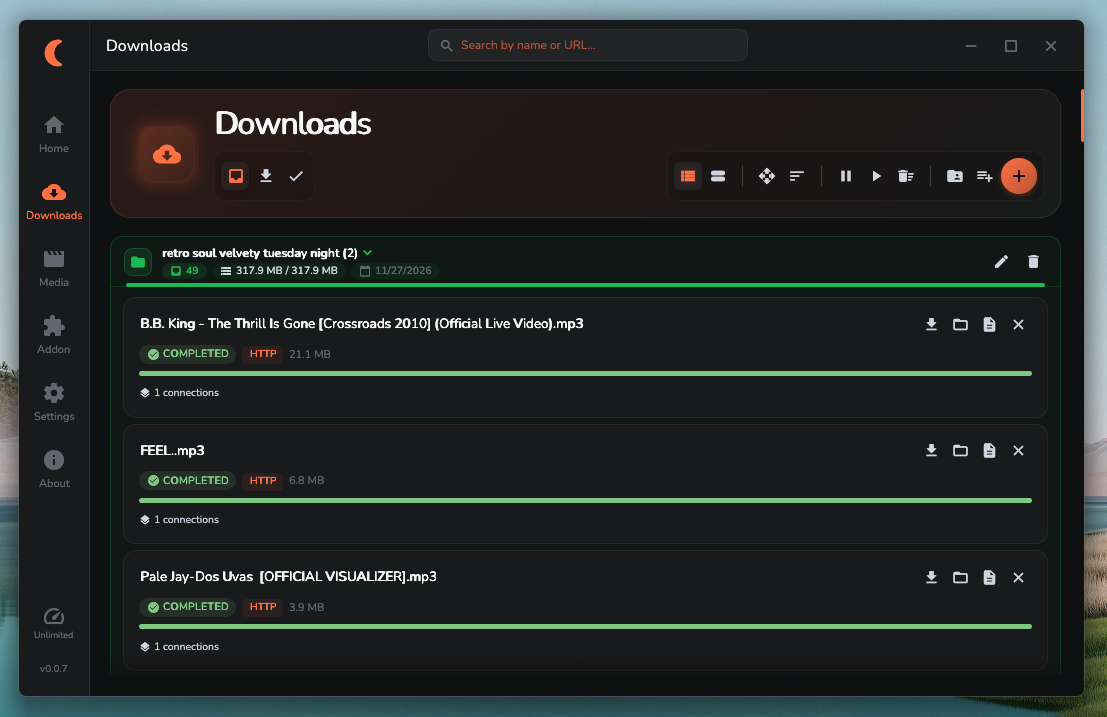 Downloads
Search by name or URL...
Home
Downloads
Media
Addon
Settings
About
Unlimited
v0.0.7
Downloads
retro soul velvety tuesday night (2)
49 317.9 MB / 317.9 MB 11/27/2026
B.B. King - The Thrill Is Gone [Crossroads 2010] (Official Live Video).mp3
COMPLETED HTTP 21.1 MB
1 connections
FEEL..mp3
COMPLETED HTTP 6.8 MB
1 connections
Pale Jay-Dos Uvas [OFFICIAL VISUALIZER].mp3
COMPLETED HTTP 3.9 MB
1 connections